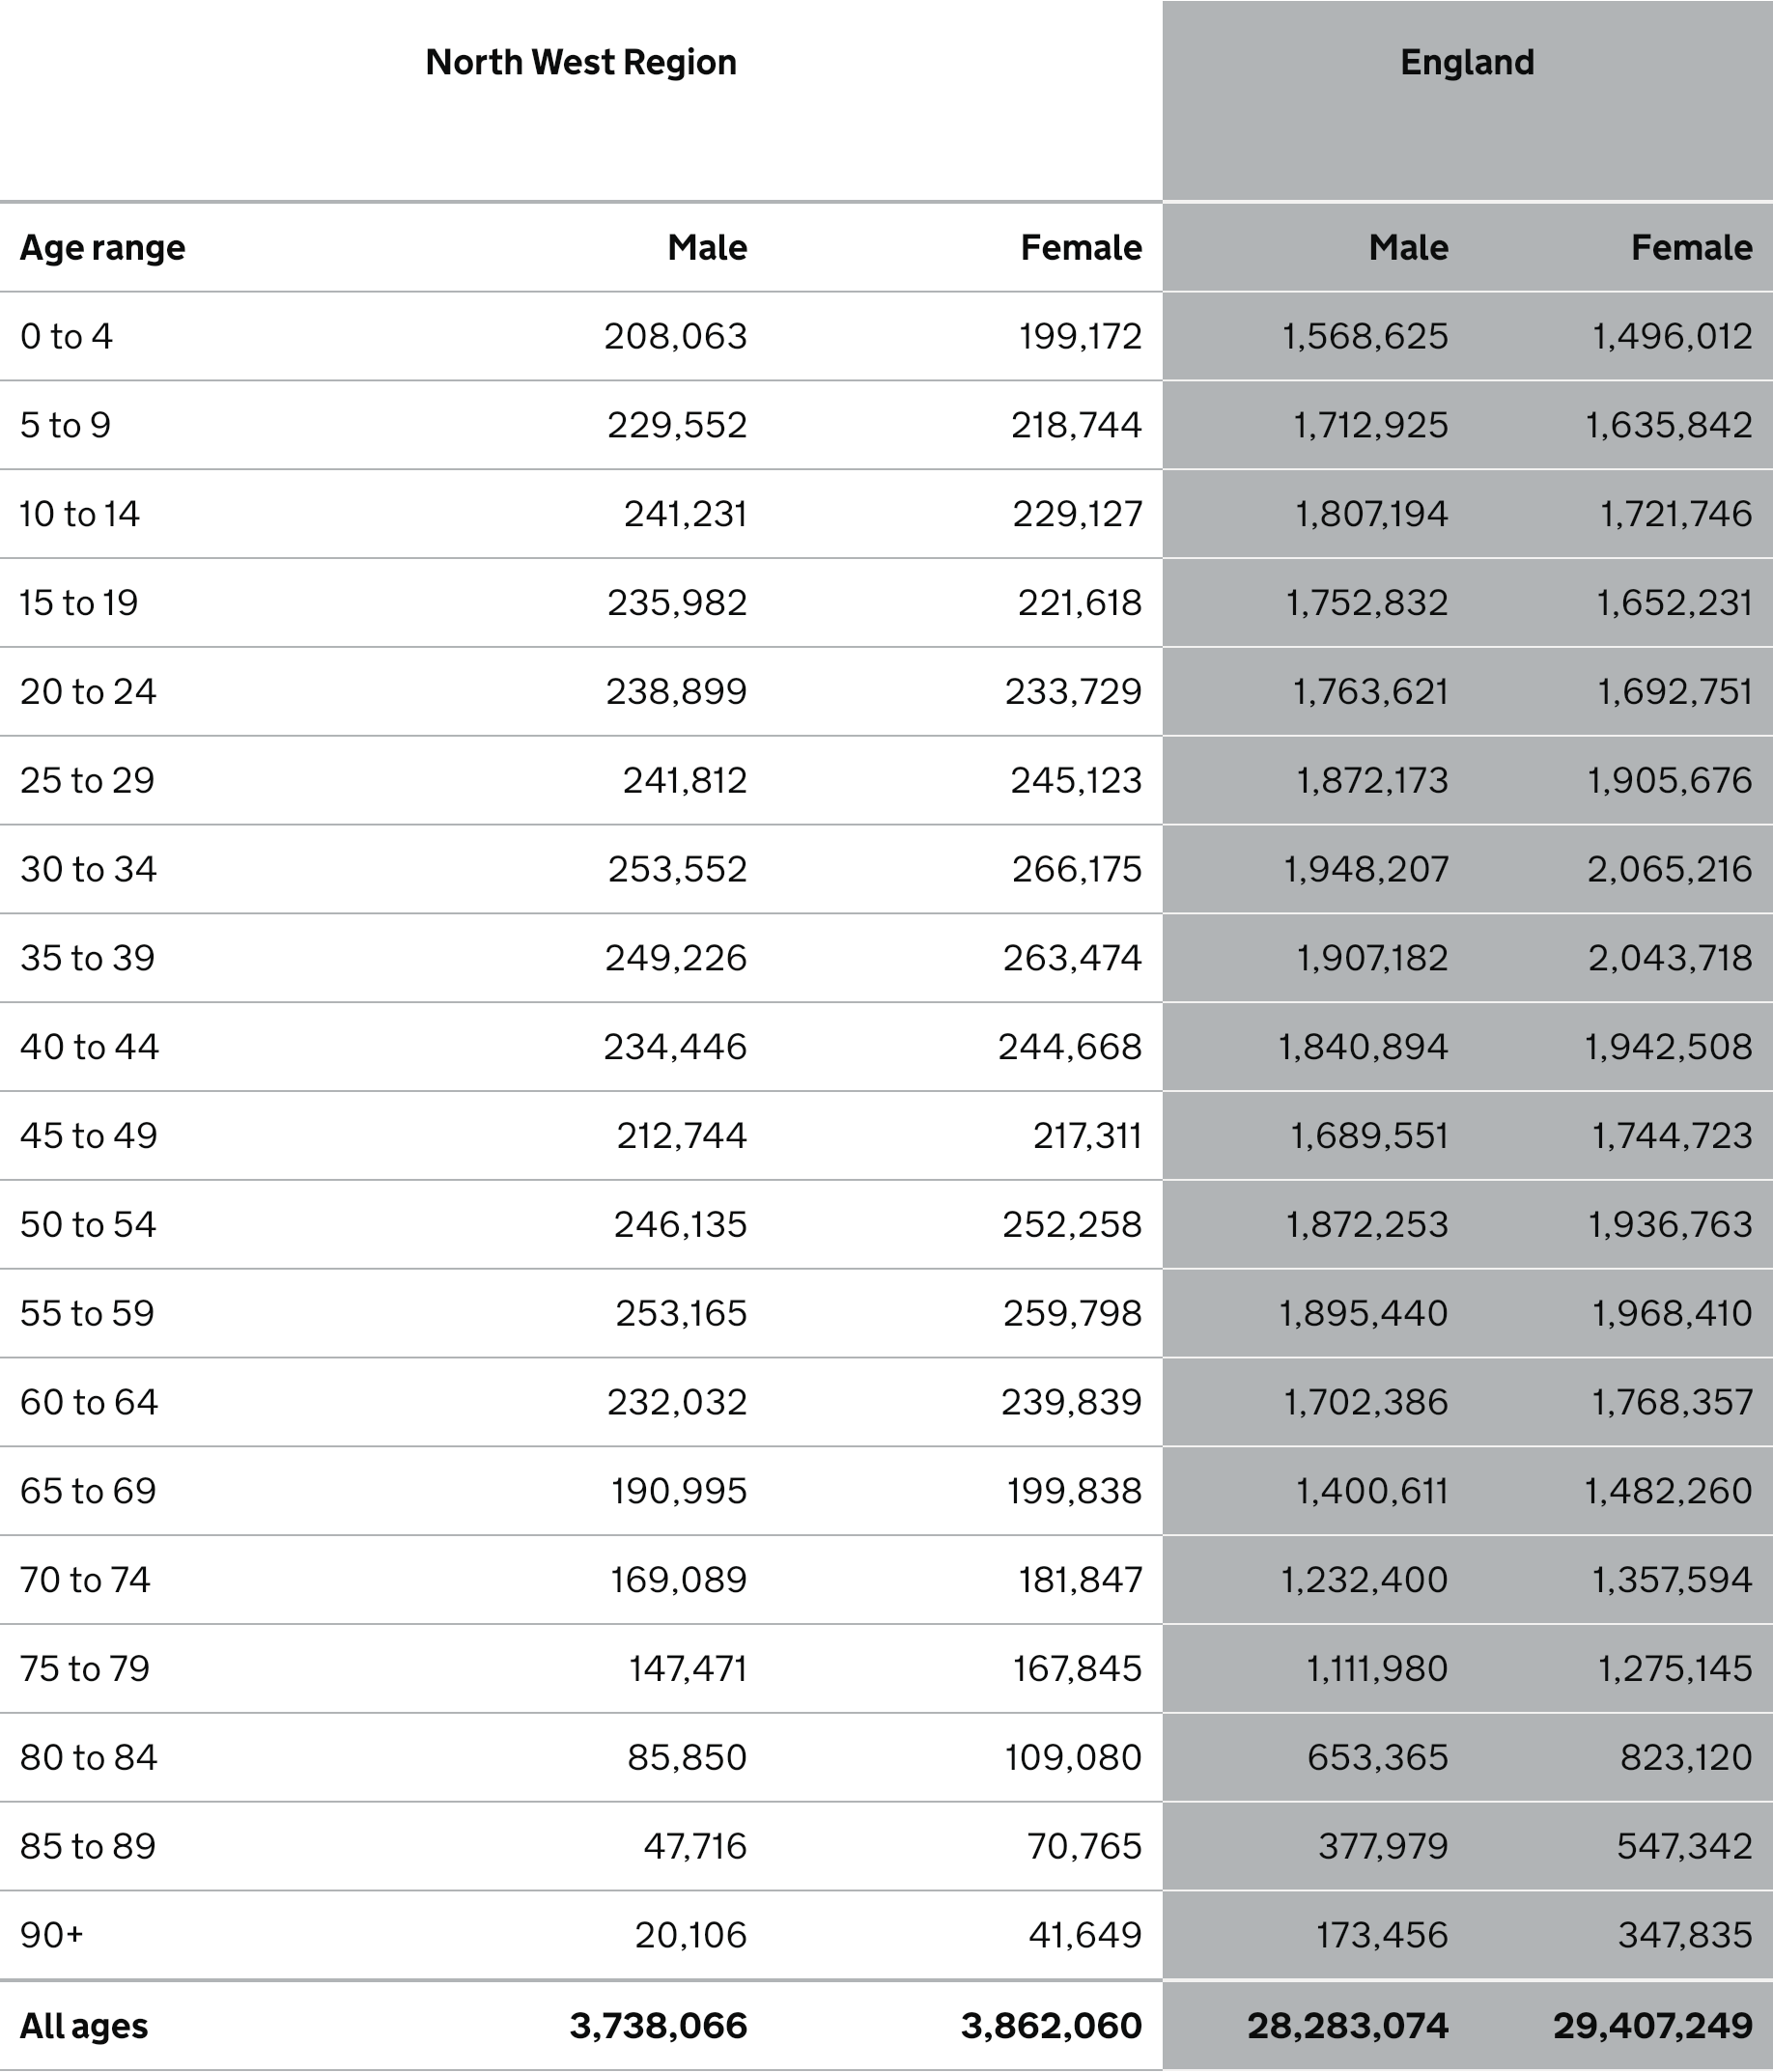 North West Region England
Age range Male Female Male Female
0 to 4 208,063 199,172 1,568,625 1,496,012
5 to 9 229,552 218,744 1,712,925 1,635,842
10 to 14 241,231 229,127 1,807,194 1,721,746
15 to 19 235,982 221,618 1,752,832 1,652,231
20 to 24 238,899 233,729 1,763,621 1,692,751
25 to 29 241,812 245,123 1,872,173 1,905,676
30 to 34 253,552 266,175 1,948,207 2,065,216
35 to 39 249,226 263,474 1,907,182 2,043,718
40 to 44 234,446 244,668 1,840,894 1,942,508
45 to 49 212,744 217,311 1,689,551 1,744,723
50 to 54 246,135 252,258 1,872,253 1,936,763
55 to 59 253,165 259,798 1,895,440 1,968,410
60 to 64 232,032 239,839 1,702,386 1,768,357
65 to 69 190,995 199,838 1,400,611 1,482,260
70 to 74 169,089 181,847 1,232,400 1,357,594
75 to 79 147,471 167,845 1,111,980 1,275,145
80 to 84 85,850 109,080 653,365 823,120
85 to 89 47,716 70,765 377,979 547,342
90+ 20,106 41,649 173,456 347,835
All ages 3,738,066 3,862,060 28,283,074 29,407,249